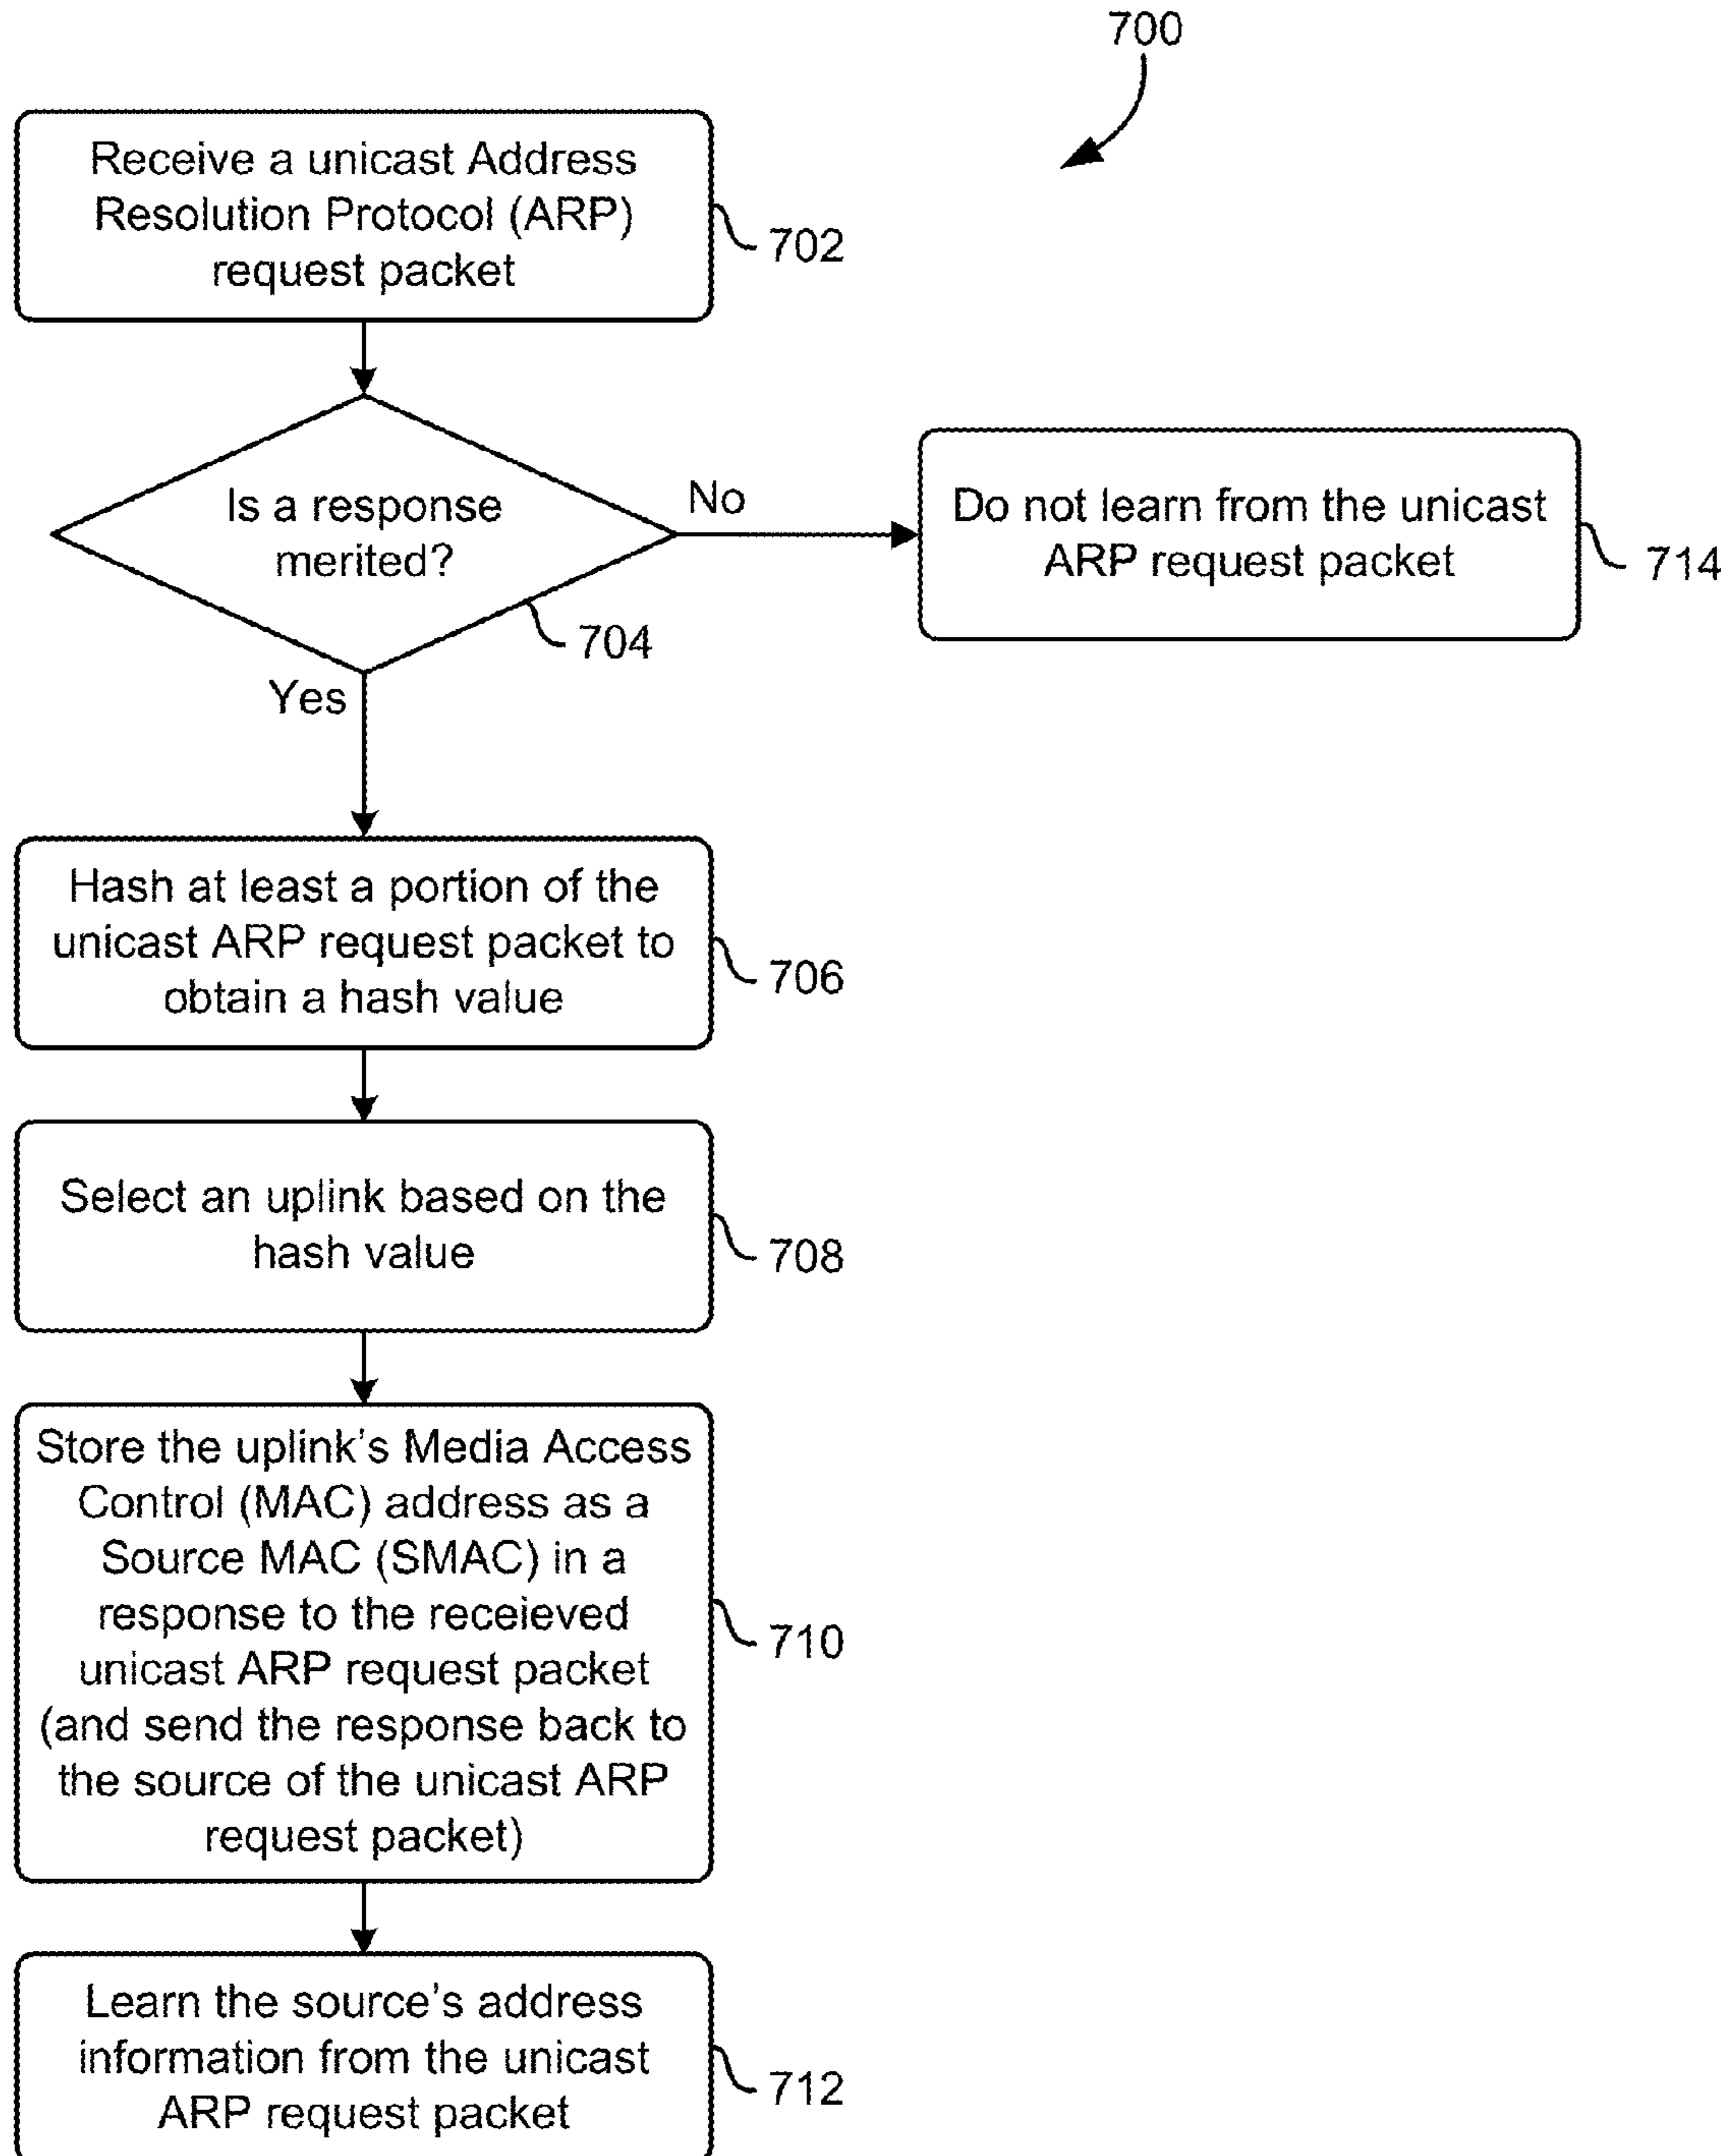 700
Receive a unicast Address
Resolution Protocol (ARP)
request packet
702
Is a response
merited?
704
No
Do not learn from the unicast
ARP request packet
714
Yes
Hash at least a portion of the
unicast ARP request packet to
obtain a hash value
706
Select an uplink based on the
hash value
708
Store the uplink's Media Access
Control (MAC) address as a
Source MAC (SMAC) in a
response to the receieved
unicast ARP request packet
(and send the response back to
the source of the unicast ARP
request packet)
710
Learn the source's address
information from the unicast
ARP request packet
712